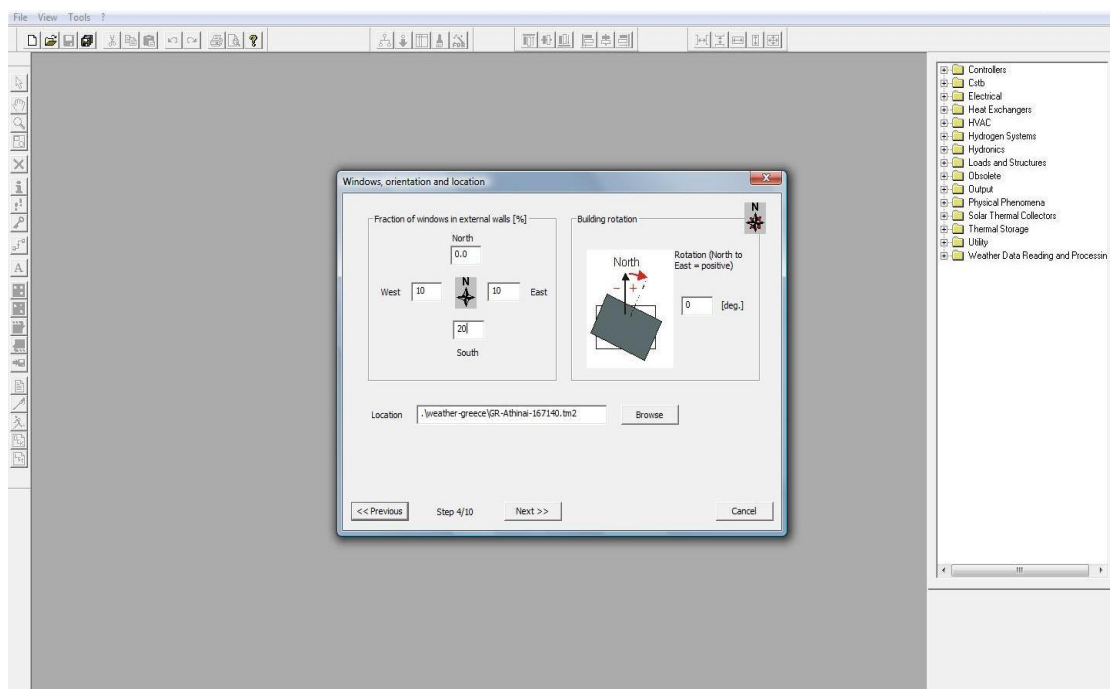 File View Tools ?
Controllers
Cstb
Electrical
Heat Exchangers
HVAC
Hydrogen Systems
Hydronics
Loads and Structures
Obsolete
Output
Physical Phenomena
Solar Thermal Collectors
Thermal Storage
Utility
Weather Data Reading and Processin
Windows, orientation and location
Fraction of windows in external walls [%]
North
0.0
West 10 N 10 East
20
South
Building rotation
N
North
- +
Rotation (North to
East = positive)
0 [deg.]
Location .\weather-greece\GR-Athinai-167140.tm2 Browse
<< Previous Step 4/10 Next >> Cancel